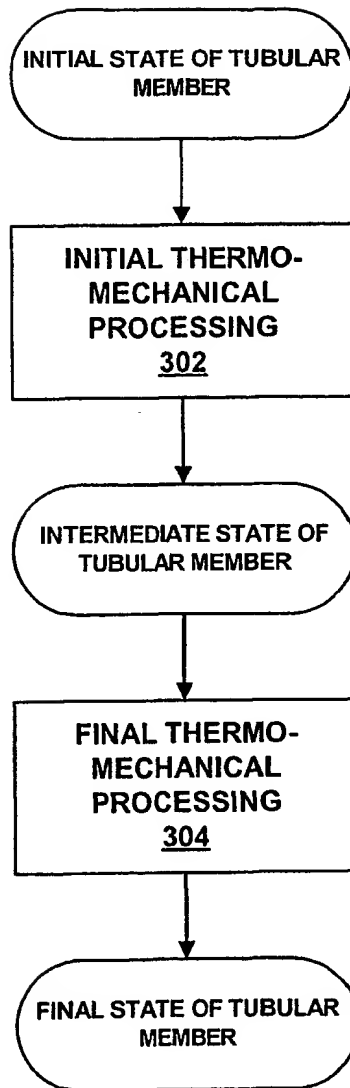 INITIAL STATE OF TUBULAR
MEMBER
INITIAL THERMO-
MECHANICAL
PROCESSING
302
INTERMEDIATE STATE OF
TUBULAR MEMBER
FINAL THERMO-
MECHANICAL
PROCESSING
304
FINAL STATE OF TUBULAR
MEMBER